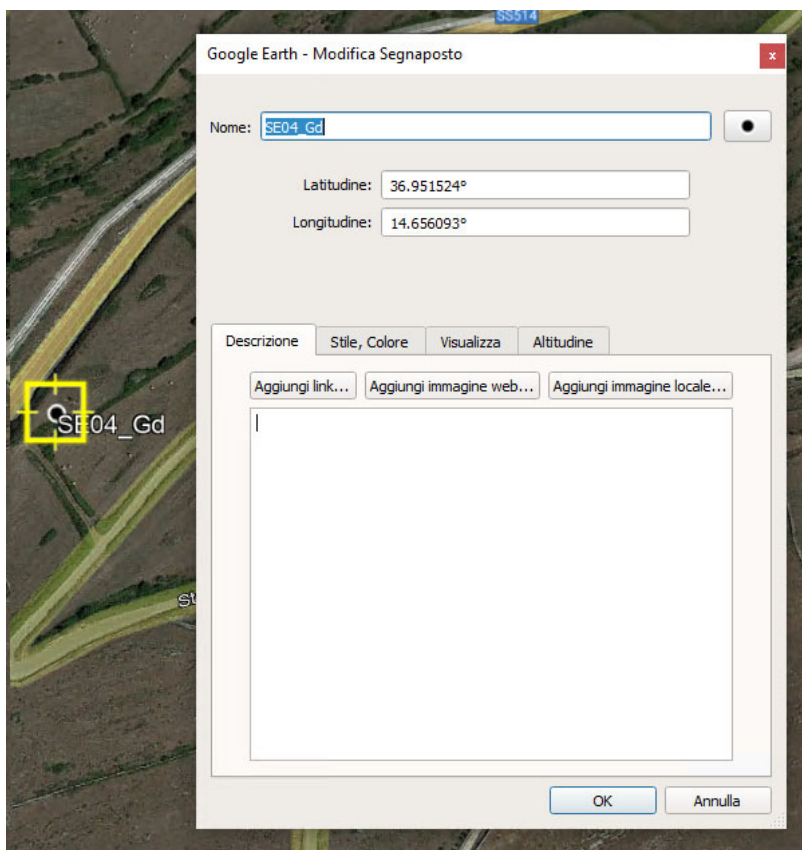 SS514
Google Earth - Modifica Segnaposto
x
Nome: SE04_Gd
Latitudine: 36.951524°
Longitudine: 14.656093°
Descrizione Stile, Colore Visualizza Altitudine
Aggiungi link... Aggiungi immagine web... Aggiungi immagine locale...
SE04_Gd
St
OK Annulla